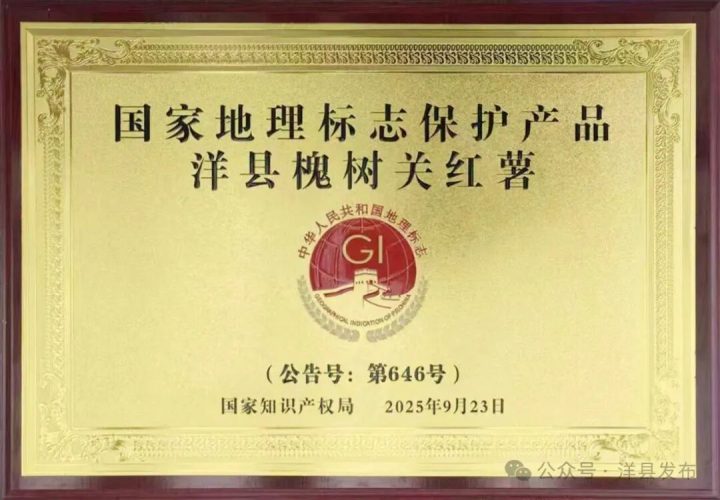 国家地理标志保护产品
洋县槐树关红薯
中华人民共和国地理标志
GI
GEOGRAPHICAL INDICATION OF P.R.CHINA
（公告号：第646号）
国家知识产权局 2025年9月23日
公众号·洋县发布